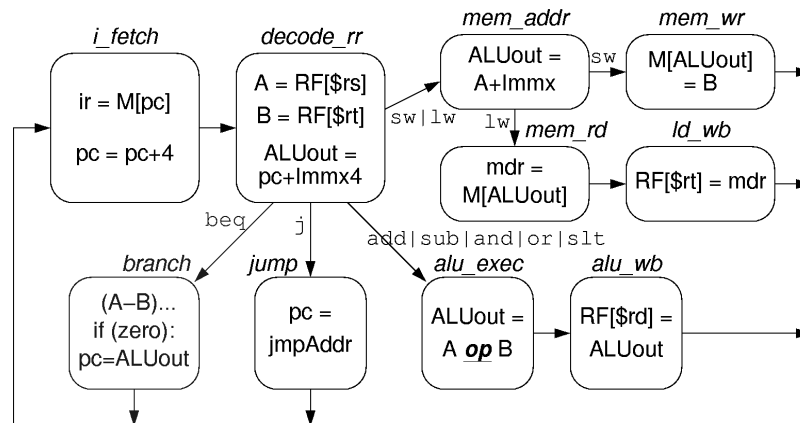 i_fetch
ir = M[pc]
pc = pc+4
decode_rr
A = RF[$rs]
B = RF[$rt]
ALUout =
pc+Immx4
sw|lw
mem_addr
ALUout =
A+Immx
sw
mem_wr
M[ALUout]
= B
lw
mem_rd
mdr =
M[ALUout]
ld_wb
RF[$rt] = mdr
beq
j
add|sub|and|or|slt
branch
(A−B)...
if (zero):
pc=ALUout
jump
pc =
jmpAddr
alu_exec
ALUout =
A op B
alu_wb
RF[$rd] =
ALUout